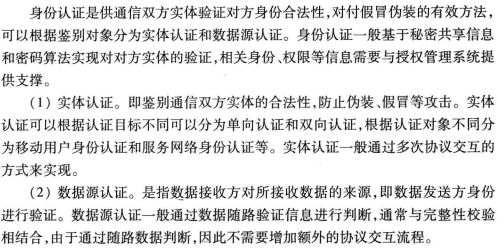 身份认证是供通信双方实体验证对方身份合法性,对付假冒伪装的有效方法,
可以根据鉴别对象分为实体认证和数据源认证。身份认证一般基于秘密共享信息
和密码算法实现对对方实体的验证,相关身份、权限等信息需要与授权管理系统提
供支撑。
(1) 实体认证。即鉴别通信双方实体的合法性,防止伪装、假冒等攻击。实体
认证可以根据认证目标不同可以分为单向认证和双向认证,根据认证对象不同分
为移动用户身份认证和服务网络身份认证等。实体认证一般通过多次协议交互的
方式来实现。
(2) 数据源认证。是指数据接收方对所接收数据的来源,即数据发送方身份
进行验证。数据源认证一般通过数据随路验证信息进行判断,通常与完整性校验
相结合,由于通过随路数据判断,因此不需要增加额外的协议交互流程。